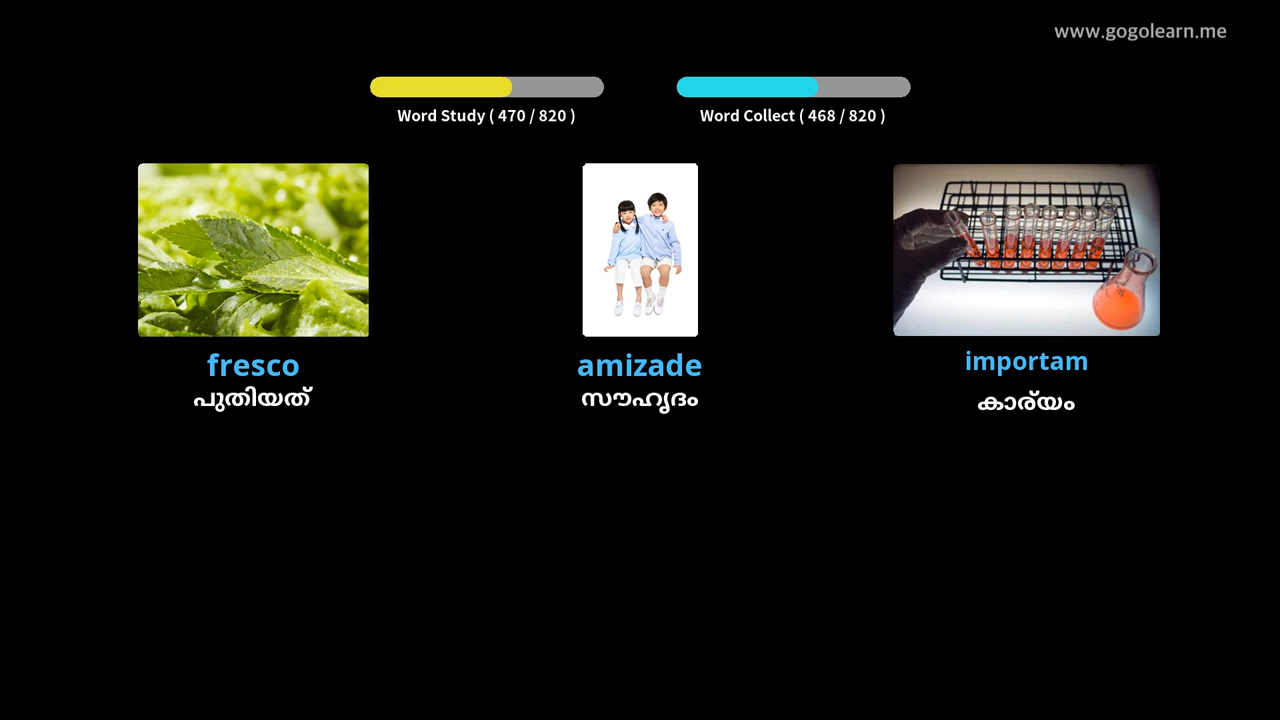 www.gogolearn.me
Word Study ( 470 / 820 )
Word Collect ( 468 / 820 )
fresco
പുതിയത്
amizade
സൗഹൃദം
importam
കാര്യം